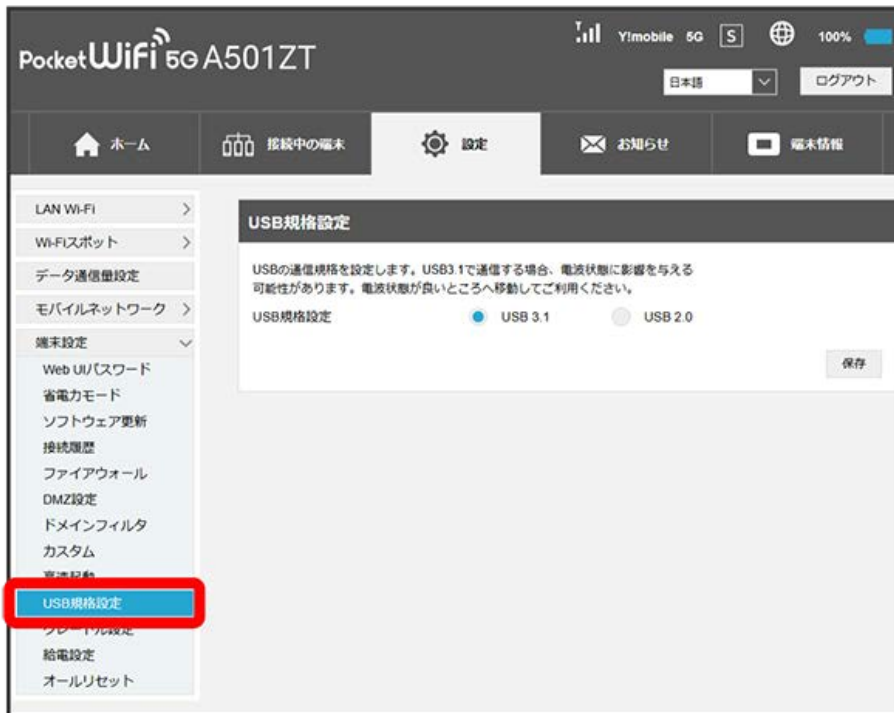 PocketWiFi 5G A501ZT
Y!mobile 5G S 100%
日本語 ログアウト
ホーム 接続中の端末 設定 お知らせ 端末情報
LAN Wi-Fi
Wi-Fiスポット
データ通信量設定
モバイルネットワーク
端末設定
Web UIパスワード
省電力モード
ソフトウェア更新
接続履歴
ファイアウォール
DMZ設定
ドメインフィルタ
カスタム
高速起動
USB規格設定
クレードル設定
給電設定
オールリセット
USB規格設定
USBの通信規格を設定します。USB3.1で通信する場合、電波状態に影響を与える
可能性があります。電波状態が良いところへ移動してご利用ください。
USB規格設定 USB 3.1 USB 2.0
保存